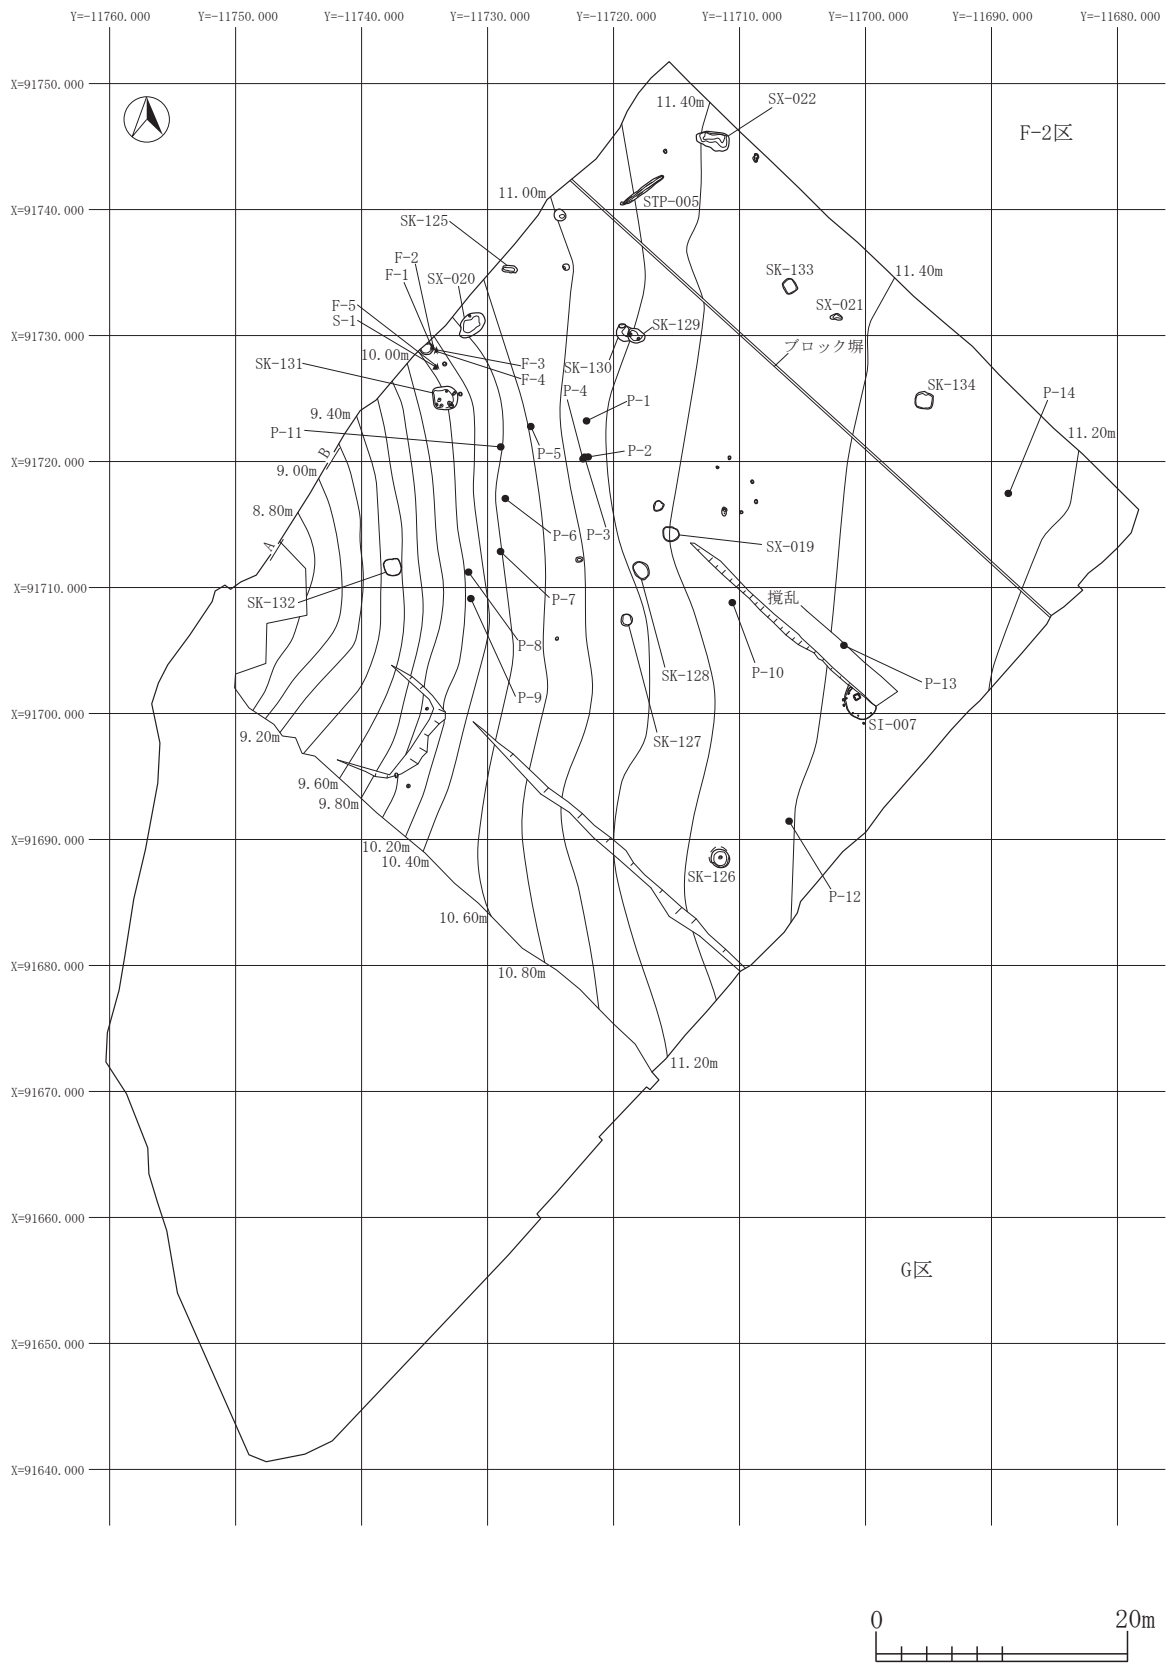 Y=-11760.000 Y=-11750.000 Y=-11740.000 Y=-11730.000 Y=-11720.000 Y=-11710.000 Y=-11700.000 Y=-11690.000 Y=-11680.000
X=91750.000
11.40m
SX-022
F-2区
11.00m
STP-005
X=91740.000
SK-125
F-2
F-1
SX-020
SK-133
11.40m
F-5
S-1
SX-021
SK-129
X=91730.000
ブロック塀
10.00m
SK-131
F-3
F-4
SK-130
P-4
SK-134
P-14
P-1
9.40m
P-11
11.20m
B
P-5
P-2
X=91720.000
9.00m
8.80m
P-6
P-3
A
SX-019
X=91710.000
SK-132
P-7
撹乱
P-8
SK-128
P-10
P-13
P-9
X=91700.000
SI-007
9.20m
SK-127
9.60m
9.80m
X=91690.000
10.20m
10.40m
SK-126
P-12
10.60m
X=91680.000
10.80m
11.20m
X=91670.000
X=91660.000
G区
X=91650.000
X=91640.000
0 20m